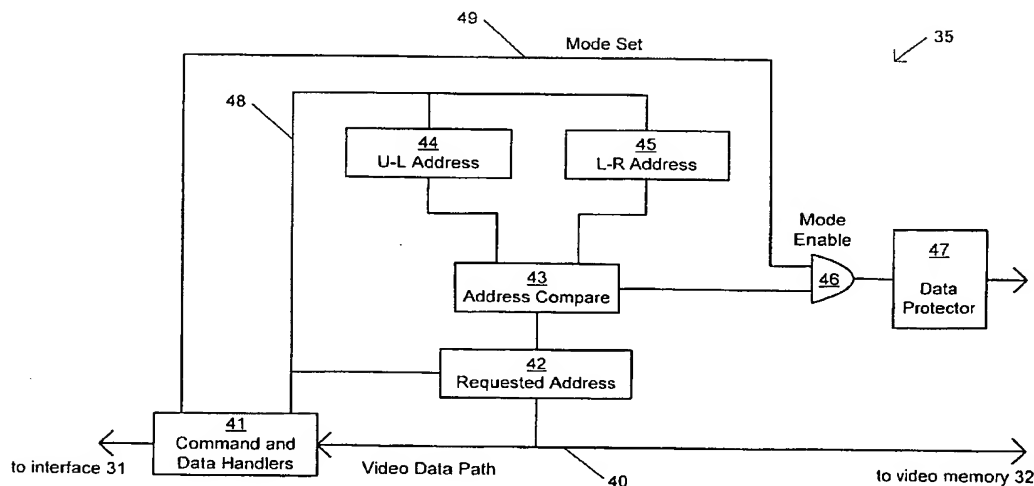 49
Mode Set
35
48
44
U-L Address
45
L-R Address
Mode
Enable
46
47
Data
Protector
43
Address Compare
42
Requested Address
41
Command and
Data Handlers
to interface 31
Video Data Path
40
to video memory 32